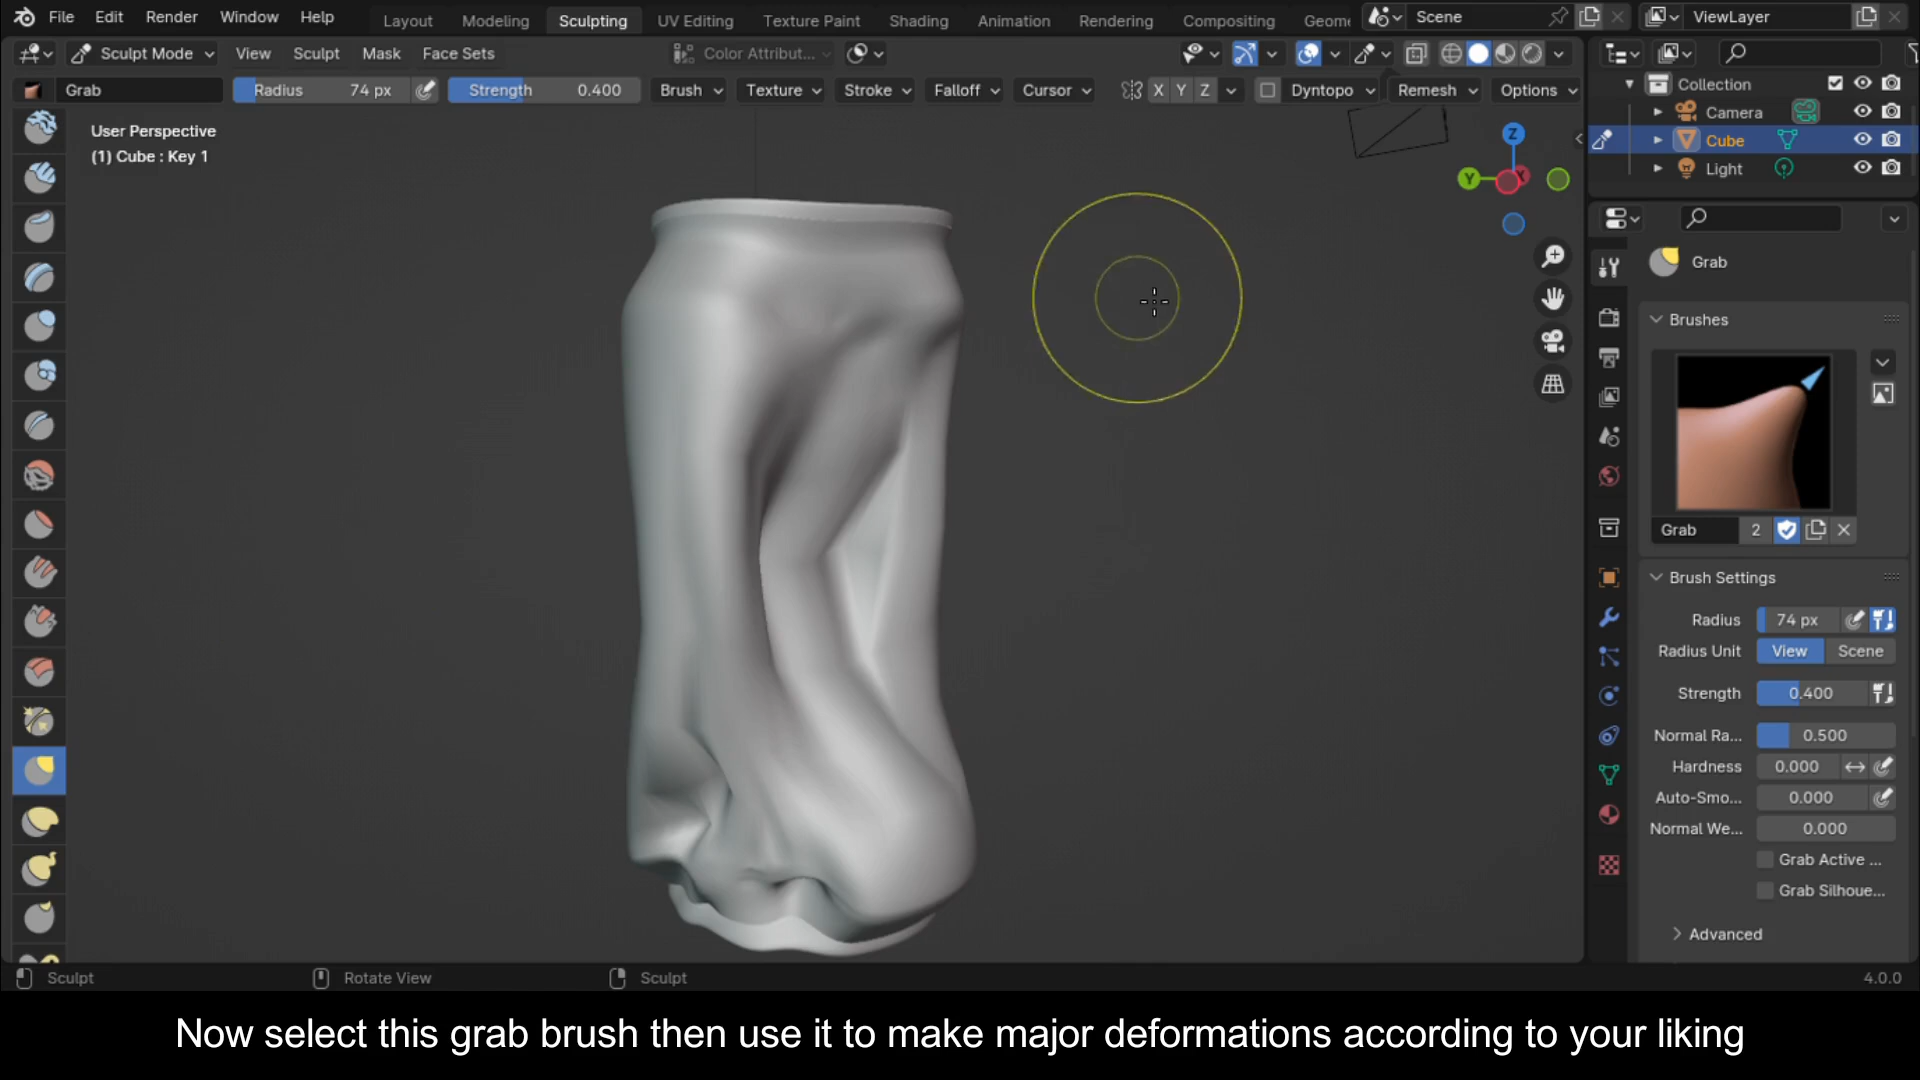 File Edit Render Window Help Layout Modeling Sculpting UV Editing Texture Paint Shading Animation Rendering Compositing Geome Scene ViewLayer
Sculpt Mode View Sculpt Mask Face Sets Color Attribut...
Grab Radius 74 px Strength 0.400 Brush Texture Stroke Falloff Cursor X Y Z Dyntopo Remesh Options
User Perspective
(1) Cube : Key 1
Z
Y
X
Collection
Camera
Cube
Light
Grab
Brushes
Grab 2
Brush Settings
Radius 74 px
Radius Unit View Scene
Strength 0.400
Normal Ra... 0.500
Hardness 0.000
Auto-Smo... 0.000
Normal We... 0.000
Grab Active ...
Grab Silhoue...
Advanced
Sculpt Rotate View Sculpt 4.0.0
Now select this grab brush then use it to make major deformations according to your liking